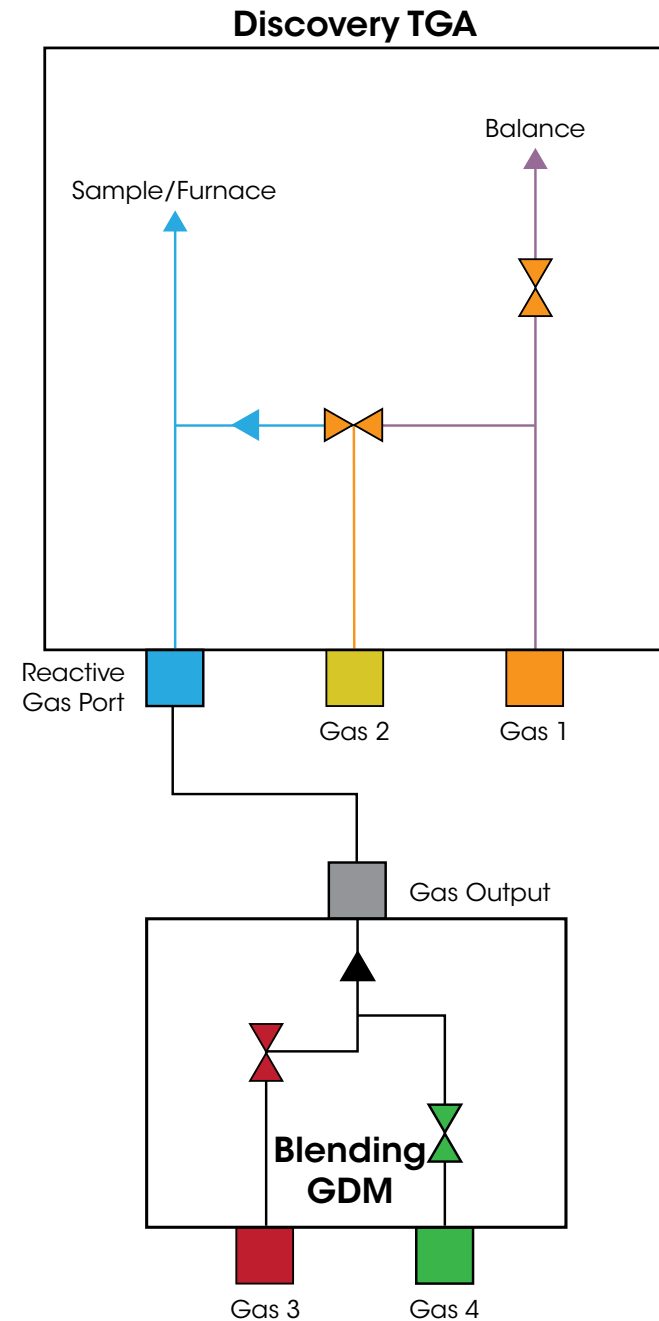 Discovery TGA
Balance
Sample/Furnace
Reactive
Gas Port
Gas 2
Gas 1
Gas Output
Blending
GDM
Gas 3
Gas 4